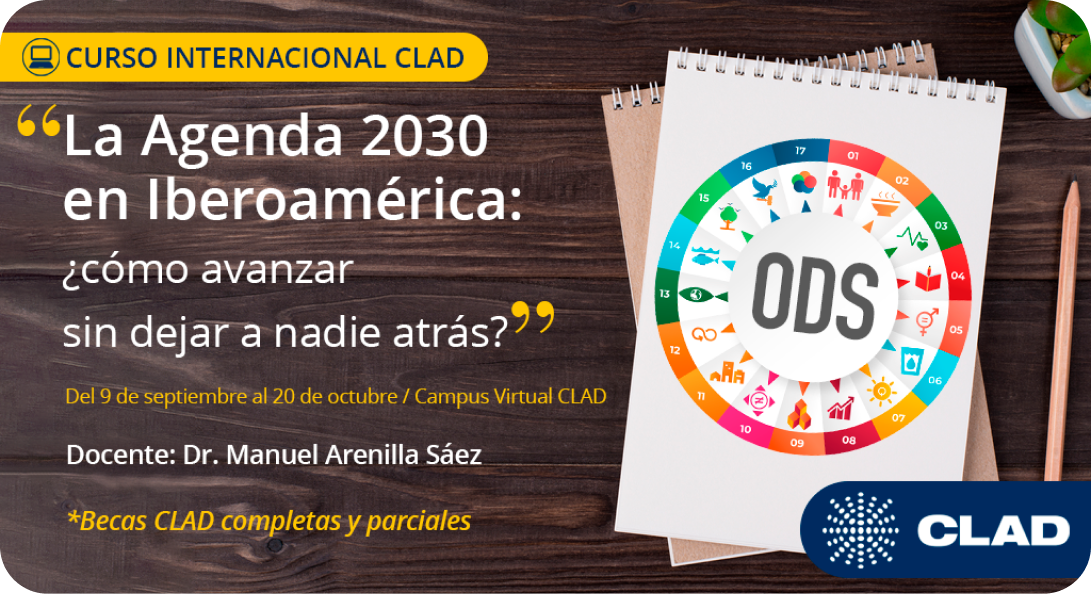 CURSO INTERNACIONAL CLAD
“La Agenda 2030
en Iberoamérica:
¿cómo avanzar
sin dejar a nadie atrás?”
Del 9 de septiembre al 20 de octubre / Campus Virtual CLAD
Docente: Dr. Manuel Arenilla Sáez
*Becas CLAD completas y parciales
ODS
01
02
03
04
05
06
07
08
09
10
11
12
13
14
15
16
17
CLAD